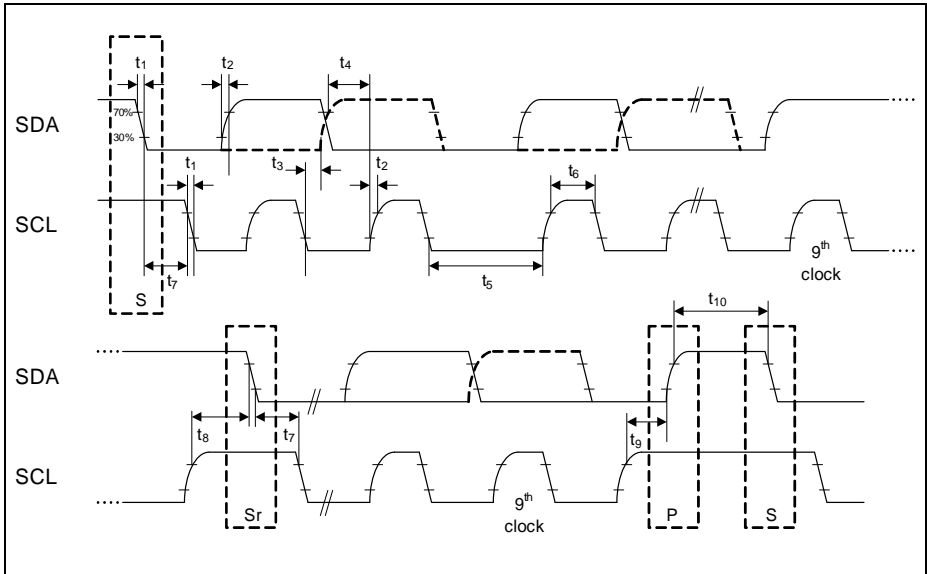 t1 t2 t4
70%
SDA
30%
t1 t3 t2 t6
SCL
t7 t5 9th
clock
S
t10
SDA
t8 t7 t9
SCL
9th
clock
Sr P S